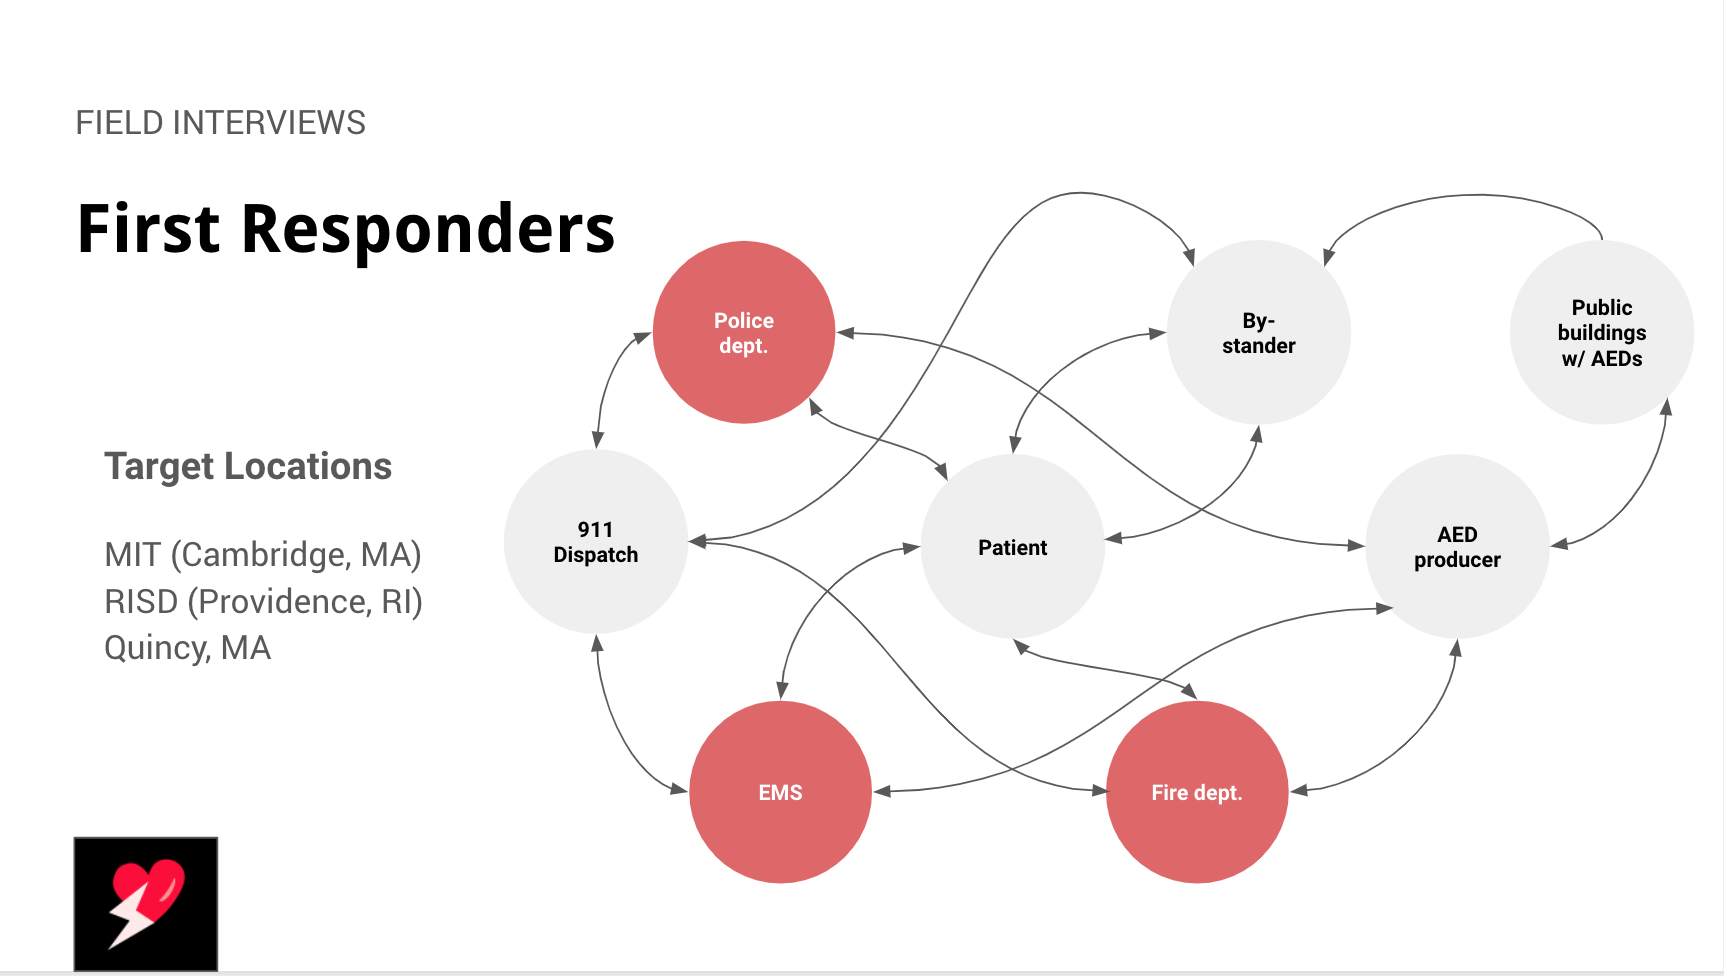 FIELD INTERVIEWS
First Responders
Police
dept.
By-
stander
Public
buildings
w/ AEDs
Target Locations
MIT (Cambridge, MA)
RISD (Providence, RI)
Quincy, MA
911
Dispatch
Patient
AED
producer
EMS
Fire dept.